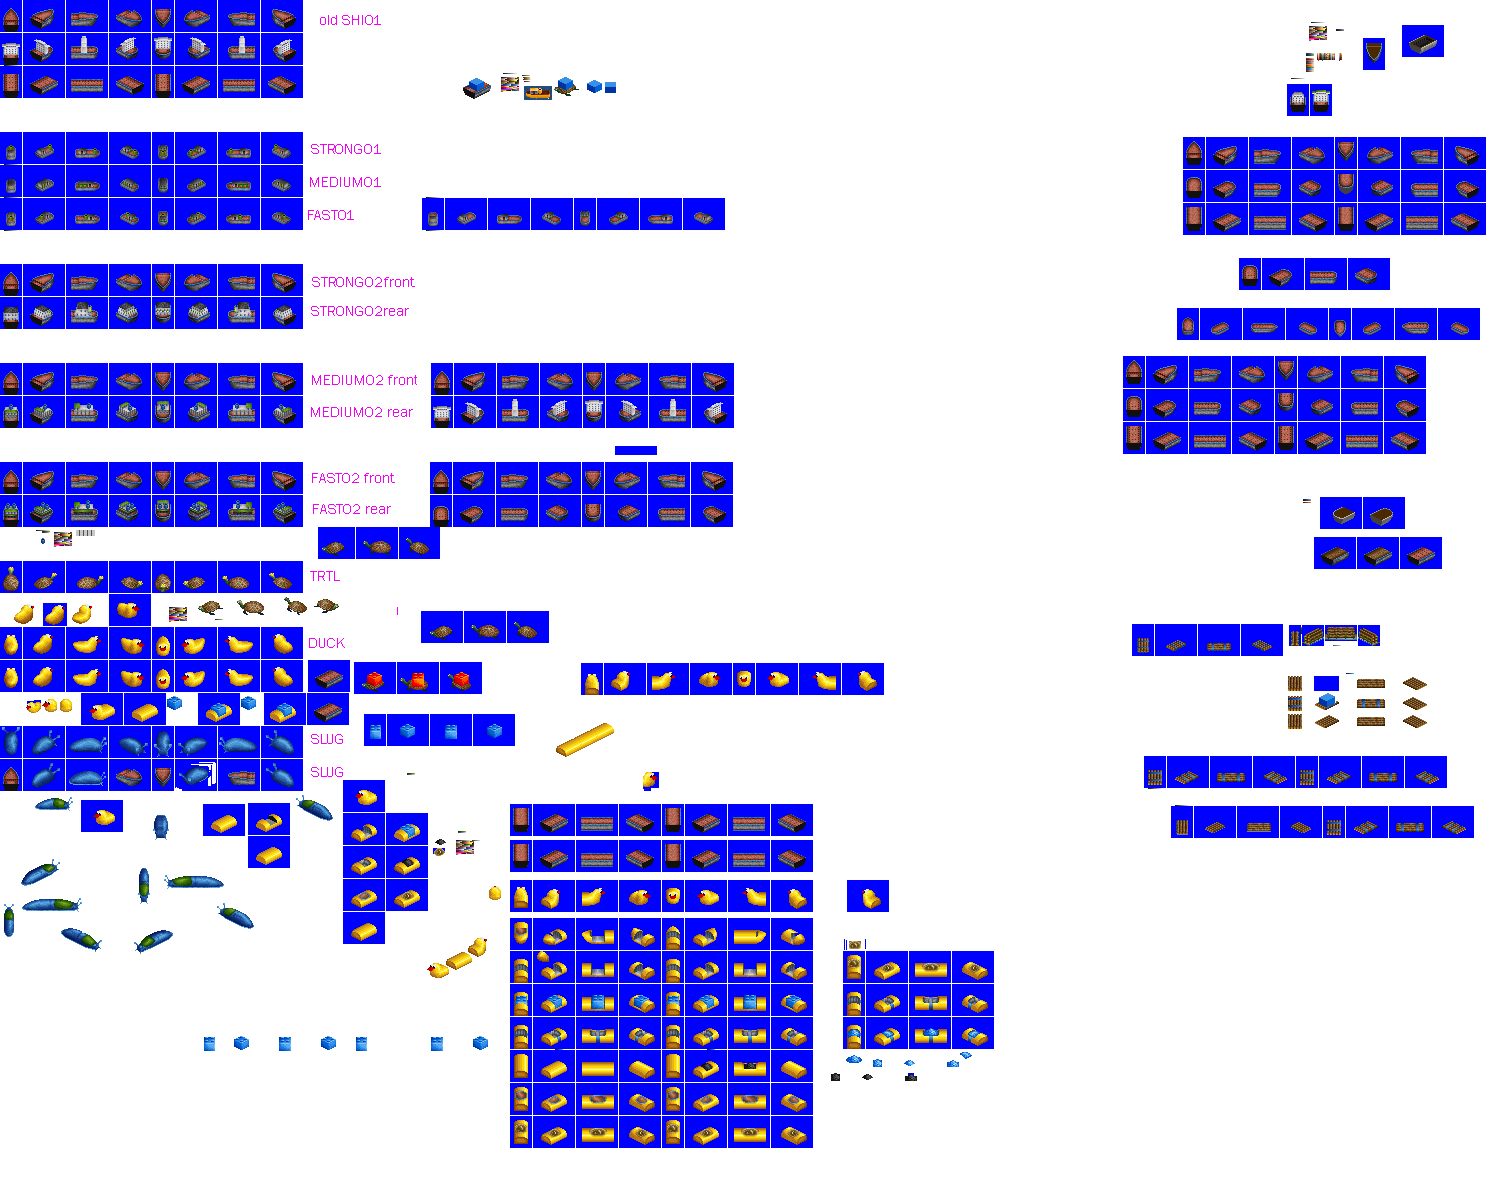 old SHIO1
STRONGO1
MEDIUMO1
FASTO1
STRONGO2front
STRONGO2rear
MEDIUMO2 front
MEDIUMO2 rear
FASTO2 front
FASTO2 rear
TRTL
DUCK
SLUG
SLUG